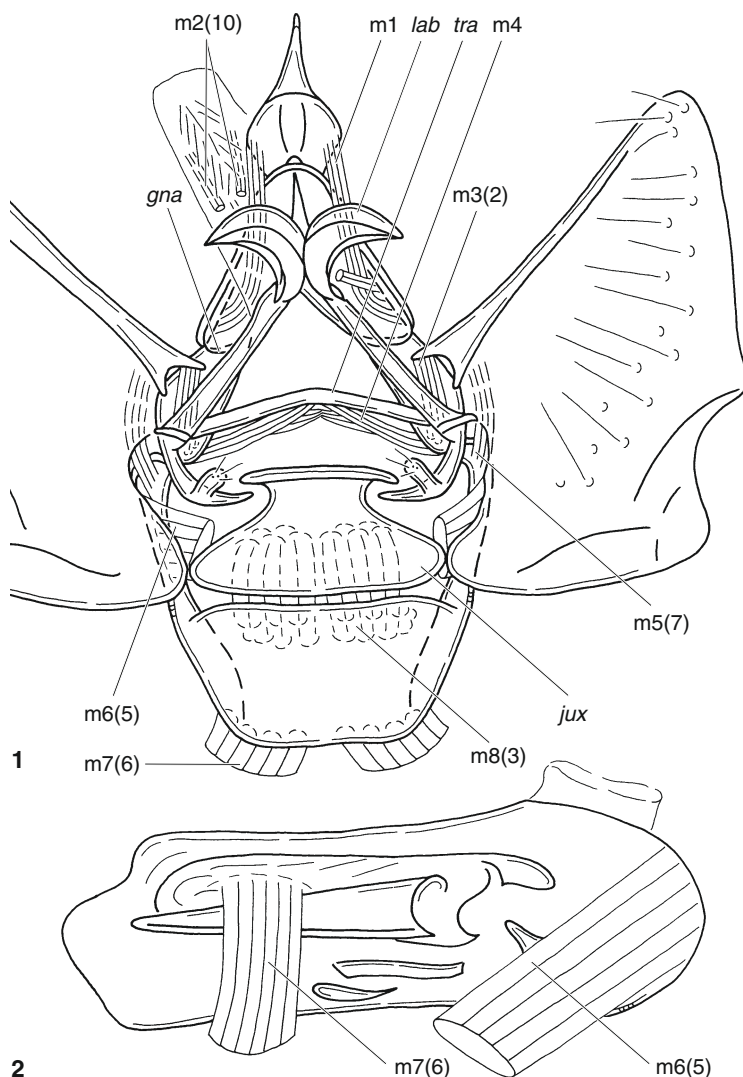 m2(10) m1 lab tra m4
gna
m3(2)
m5(7)
m6(5)
jux
m8(3)
1
m7(6)
2
m7(6) m6(5)